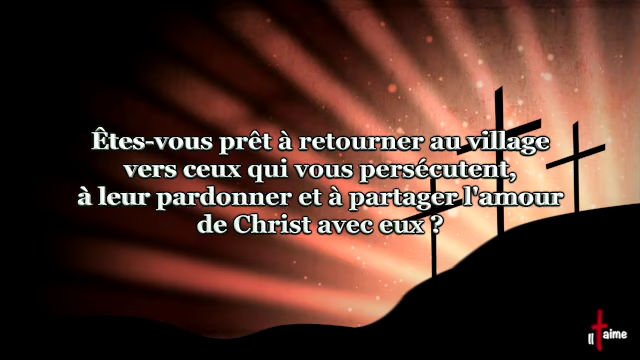 Êtes-vous prêt à retourner au village
vers ceux qui vous persécutent,
à leur pardonner et à partager l'amour
de Christ avec eux ?
Il t aime